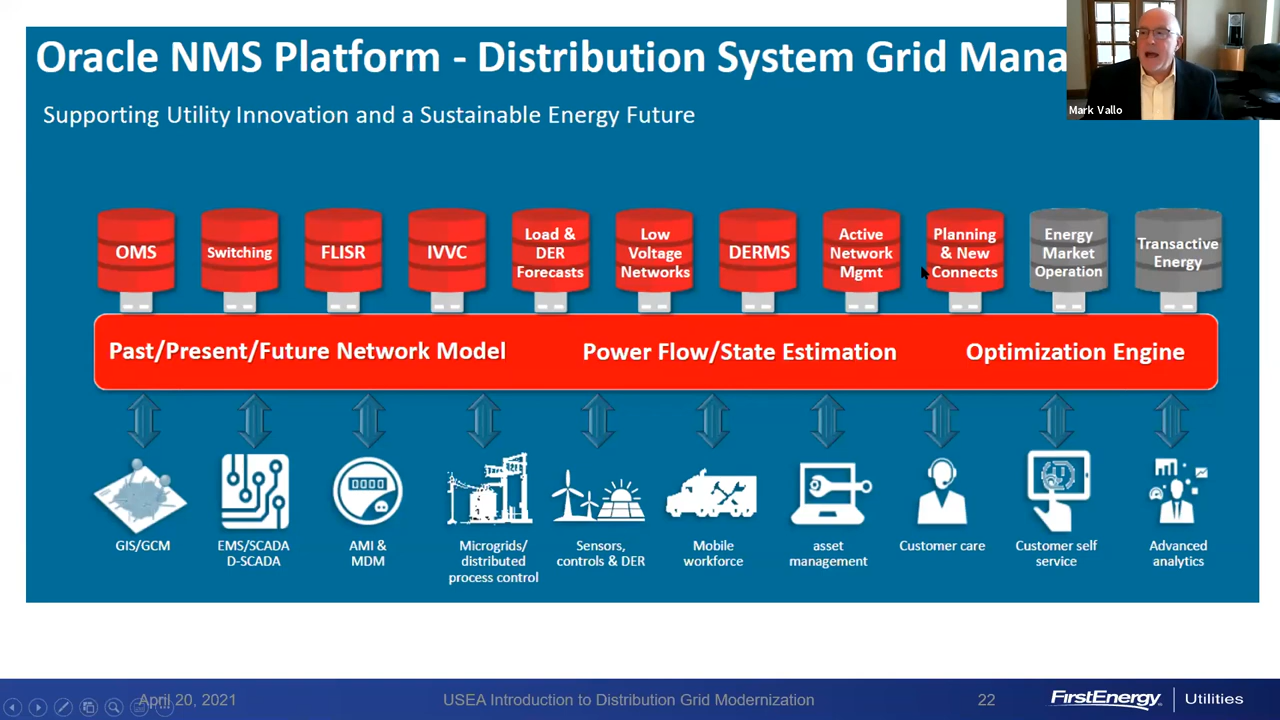 Oracle NMS Platform - Distribution System Grid Mana
Mark Vallo
Supporting Utility Innovation and a Sustainable Energy Future
OMS
Switching
FLISR
IVVC
Load &
DER
Forecasts
Low
Voltage
Networks
DERMS
Active
Network
Mgmt
Planning
& New
Connects
Energy
Market
Operation
Transactive
Energy
Past/Present/Future Network Model
Power Flow/State Estimation
Optimization Engine
GIS/GCM
EMS/SCADA
D-SCADA
AMI &
MDM
Microgrids/
distributed
process control
Sensors,
controls & DER
Mobile
workforce
asset
management
Customer care
Customer self
service
Advanced
analytics
April 20, 2021
USEA Introduction to Distribution Grid Modernization
22
FirstEnergy
Utilities